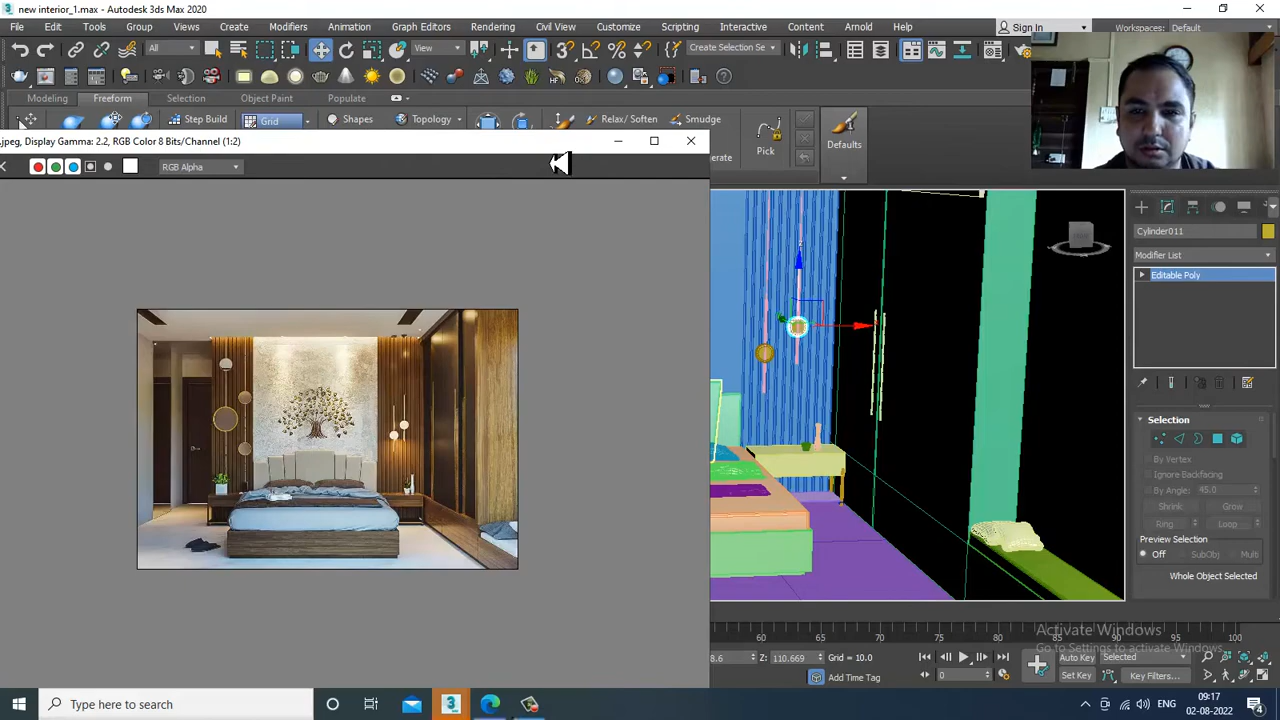 new interior_1.max - Autodesk 3ds Max 2020
File Edit Tools Group Views Create Modifiers Animation Graph Editors Rendering Civil View Customize Scripting Interactive Content Arnold Help
Sign In
Workspaces: Default
All
View
Create Selection Se
Modeling Freeform Selection Object Paint Populate
Step Build
Grid
Shapes
Topology
Relax/ Soften
Smudge
.jpeg, Display Gamma: 2.2, RGB Color 8 Bits/Channel (1:2)
Pick
Defaults
RGB Alpha
Cylinder011
Modifier List
Editable Poly
Selection
By Vertex
Ignore Backfacing
By Angle: 45.0
Shrink Grow
Ring Loop
Preview Selection
Off SubObj Multi
Whole Object Selected
60 65 70 75 80 85 90 95 100
Activate Windows
Go to Settings to activate Windows.
8.6 Z: 110.669 Grid = 10.0
Auto Key Selected
Add Time Tag
0
Set Key Key Filters...
Type here to search
09:17
02-08-2022
4